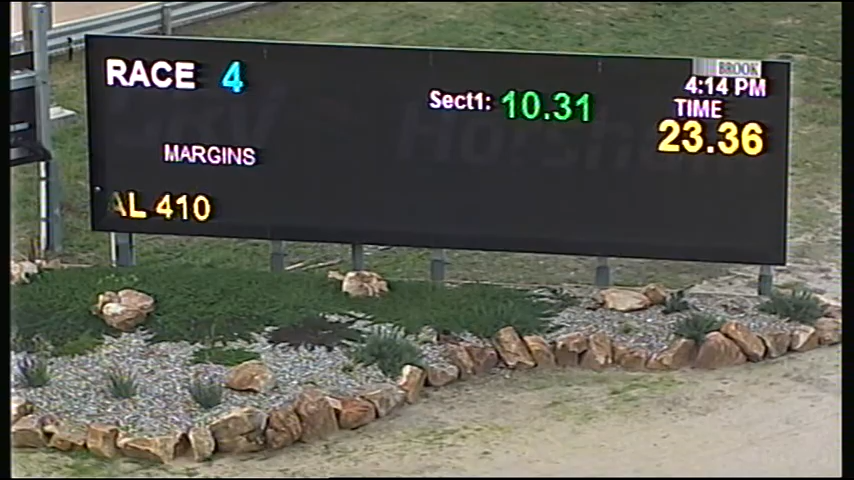 BROOK
RACE 4
4:14 PM
Sect1: 10.31
TIME
23.36
MARGINS
AL 410